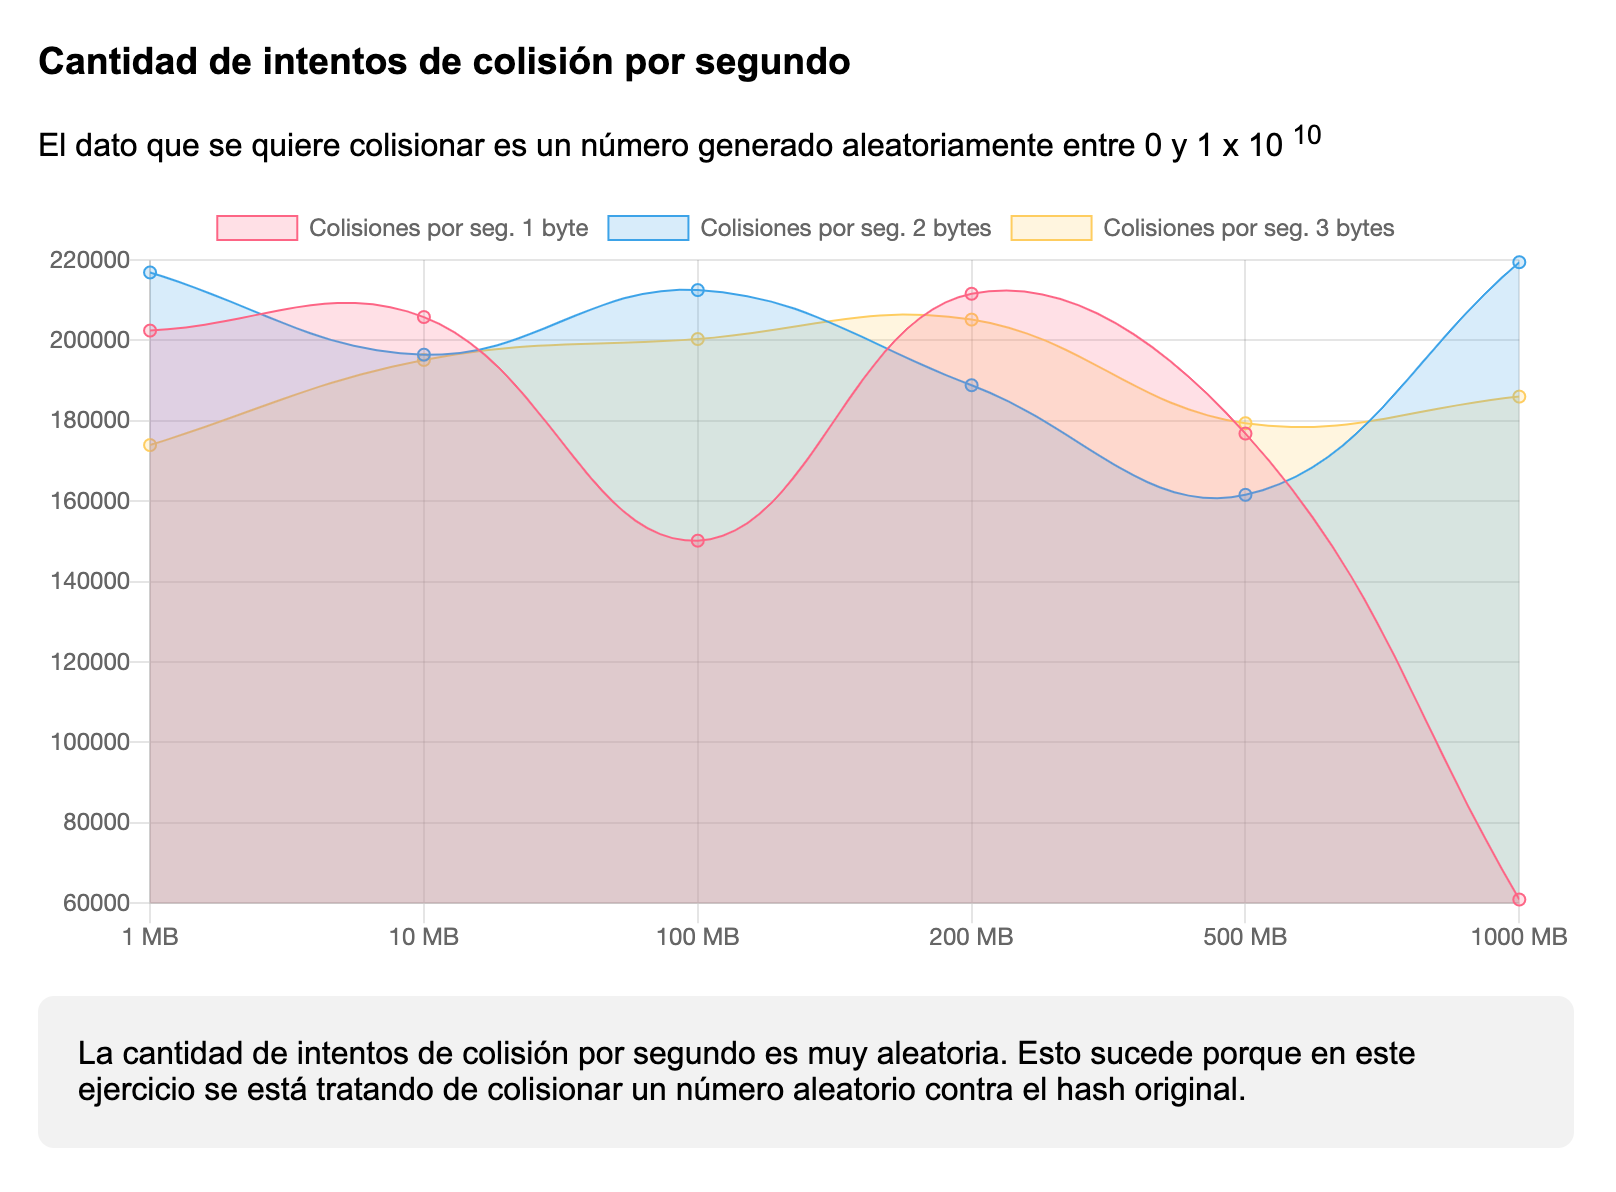 Cantidad de intentos de colisión por segundo
El dato que se quiere colisionar es un número generado aleatoriamente entre 0 y 1 x 10 10
Colisiones por seg. 1 byte Colisiones por seg. 2 bytes Colisiones por seg. 3 bytes
220000
200000
180000
160000
140000
120000
100000
80000
60000
1 MB 10 MB 100 MB 200 MB 500 MB 1000 MB
La cantidad de intentos de colisión por segundo es muy aleatoria. Esto sucede porque en este
ejercicio se está tratando de colisionar un número aleatorio contra el hash original.